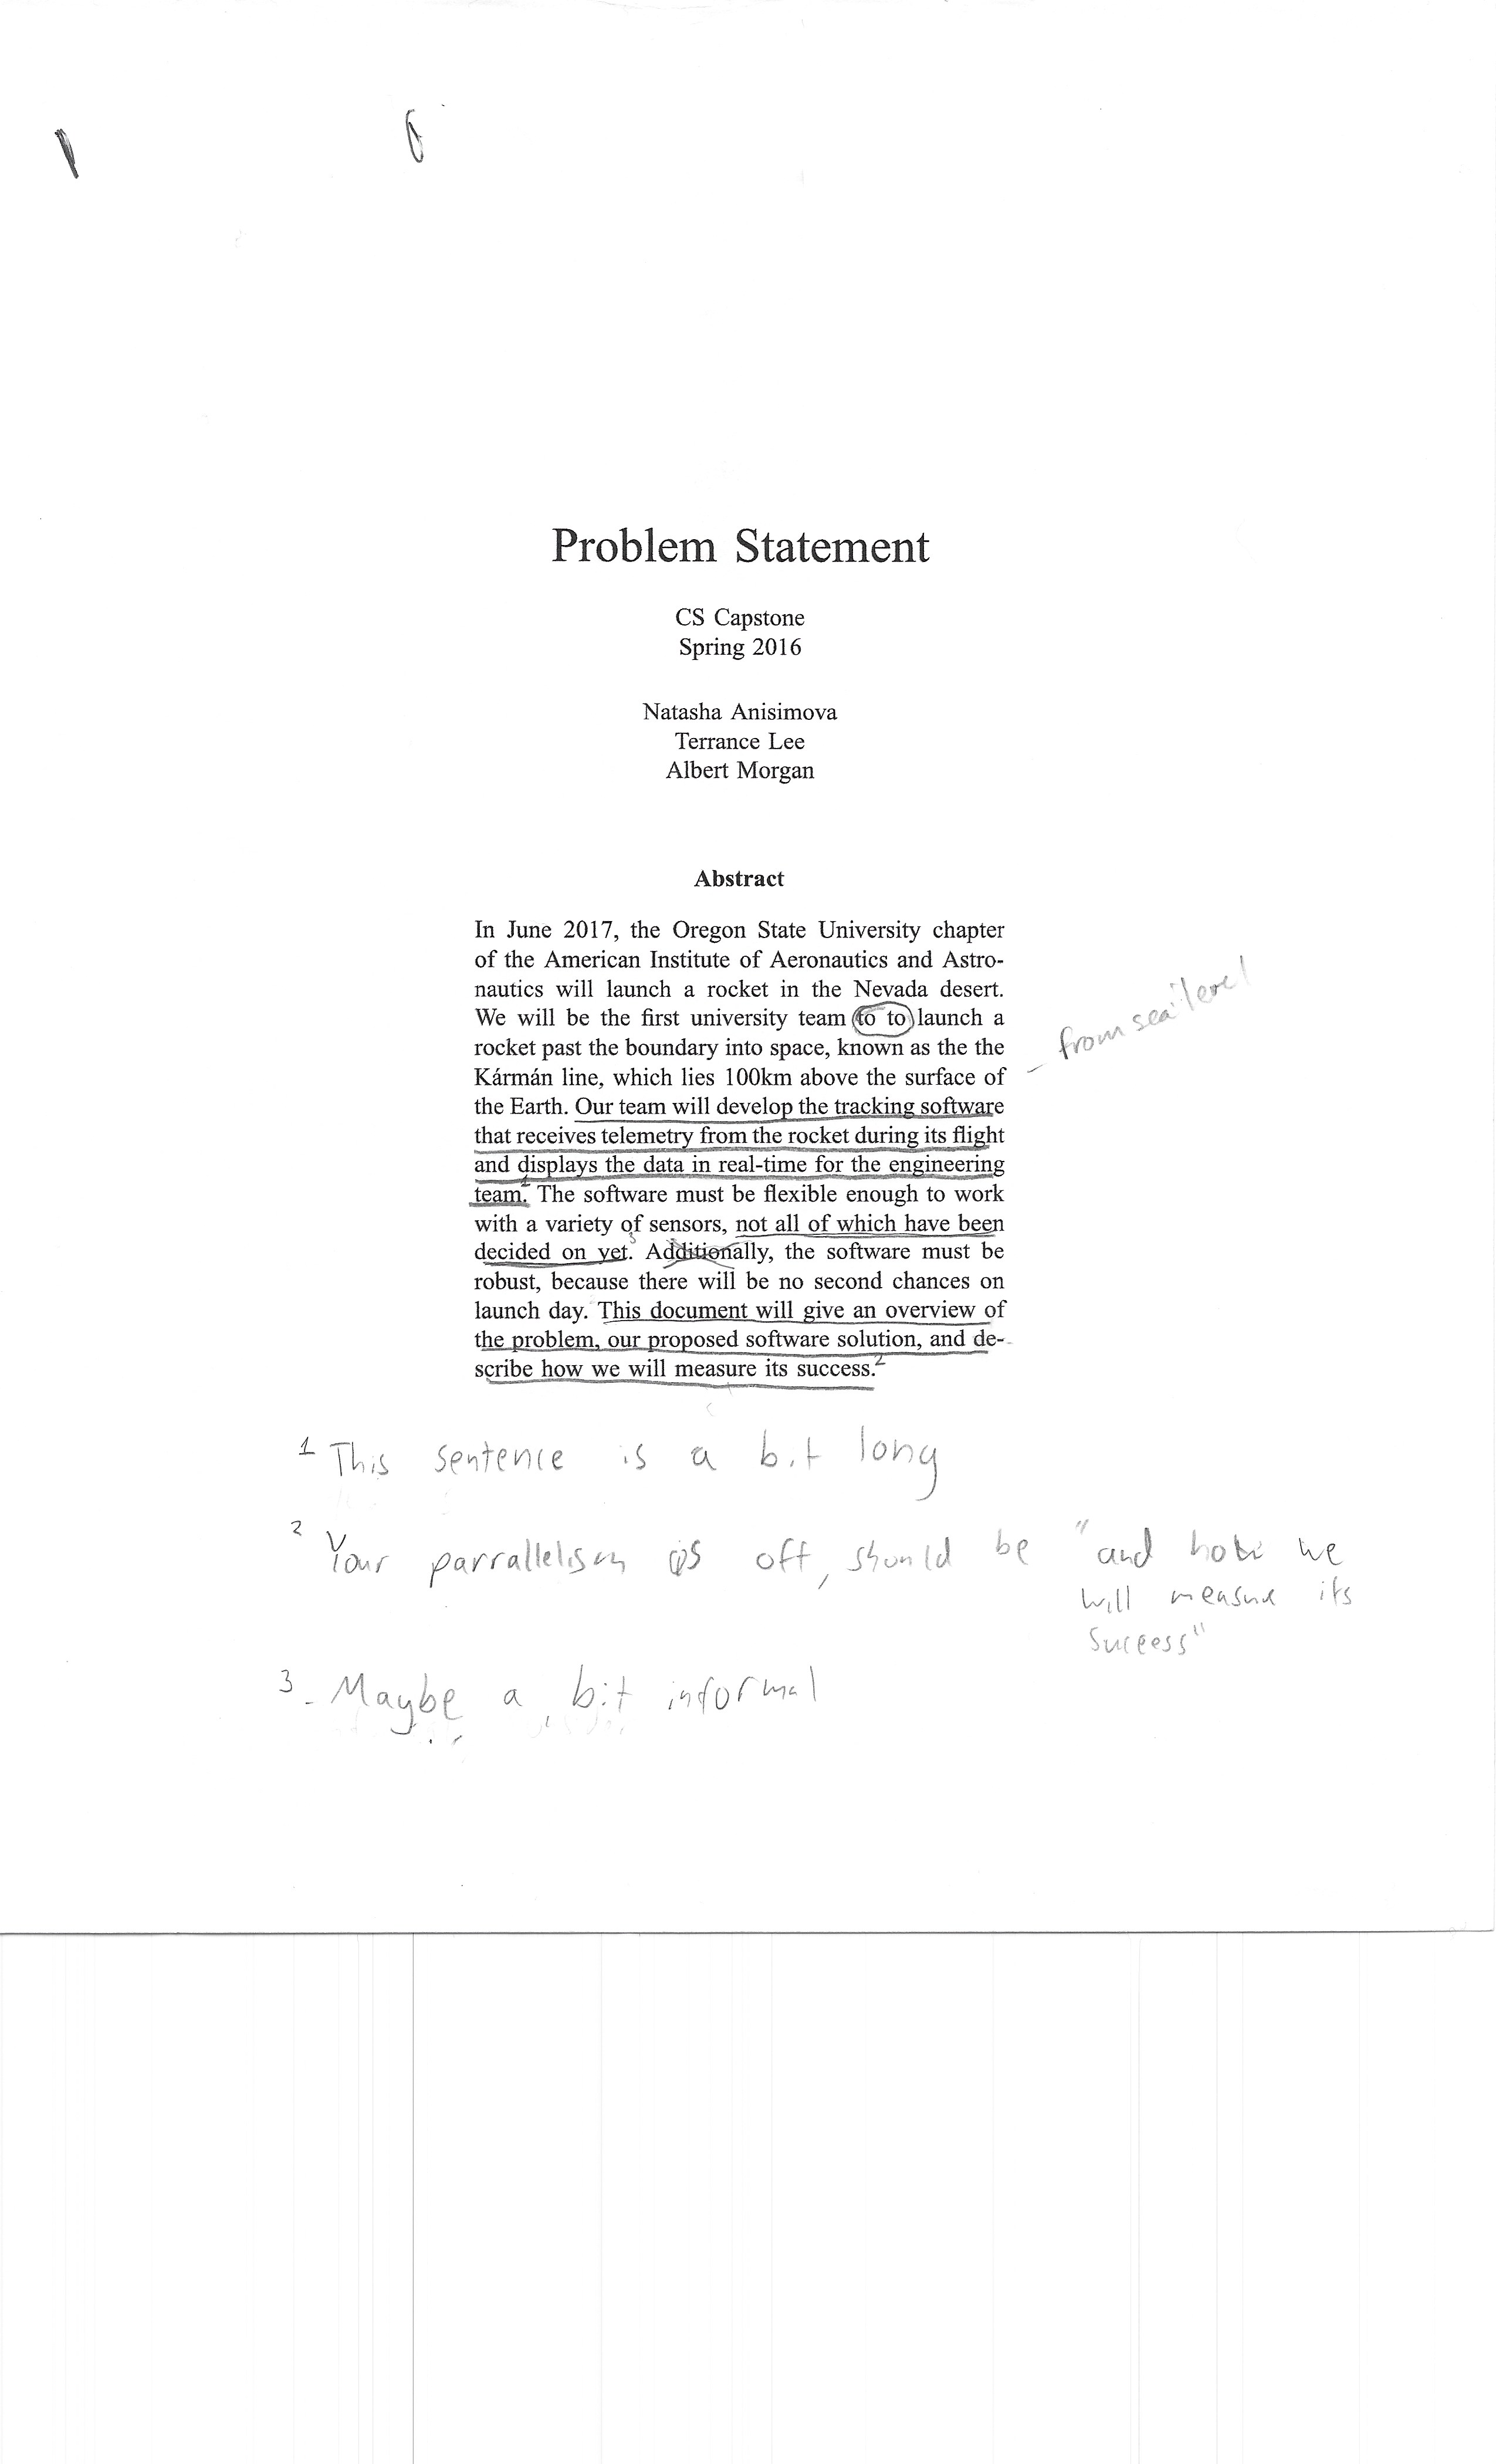 Problem Statement
CS Capstone
Spring 2016
Natasha Anisimova
Terrance Lee
Albert Morgan
Abstract
In June 2017, the Oregon State University chapter
of the American Institute of Aeronautics and Astro-
nautics will launch a rocket in the Nevada desert.
We will be the first university team to to launch a
rocket past the boundary into space, known as the the
Kármán line, which lies 100km above the surface of
from sea level
the Earth. Our team will develop the tracking software
that receives telemetry from the rocket during its flight
and displays the data in real-time for the engineering
team. The software must be flexible enough to work
with a variety of sensors, not all of which have been
decided on yet.3 Additionally, the software must be
robust, because there will be no second chances on
launch day. This document will give an overview of
the problem, our proposed software solution, and de-
scribe how we will measure its success.2
1 This sentence is a bit long
2 Your parrallelism is off, should be "and how we
will measure its
success"
3 - Maybe a bit informal